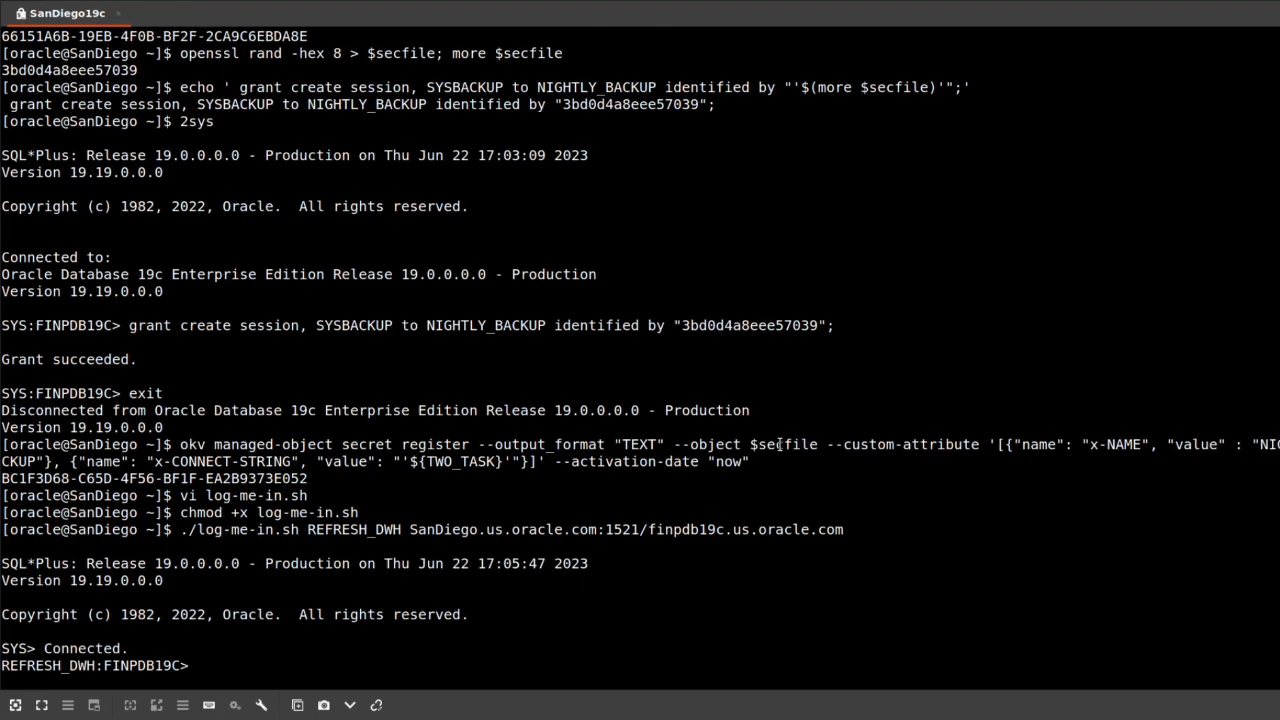 SanDiego19c
66151A6B-19EB-4F0B-BF2F-2CA9C6EBDA8E
[oracle@SanDiego ~]$ openssl rand -hex 8 > $secfile; more $secfile
3bd0d4a8eee57039
[oracle@SanDiego ~]$ echo ' grant create session, SYSBACKUP to NIGHTLY_BACKUP identified by "'$(more $secfile)'";'
 grant create session, SYSBACKUP to NIGHTLY_BACKUP identified by "3bd0d4a8eee57039";
[oracle@SanDiego ~]$ 2sys
SQL*Plus: Release 19.0.0.0.0 - Production on Thu Jun 22 17:03:09 2023
Version 19.19.0.0.0
Copyright (c) 1982, 2022, Oracle.  All rights reserved.
Connected to:
Oracle Database 19c Enterprise Edition Release 19.0.0.0.0 - Production
Version 19.19.0.0.0
SYS:FINPDB19C> grant create session, SYSBACKUP to NIGHTLY_BACKUP identified by "3bd0d4a8eee57039";
Grant succeeded.
SYS:FINPDB19C> exit
Disconnected from Oracle Database 19c Enterprise Edition Release 19.0.0.0.0 - Production
Version 19.19.0.0.0
[oracle@SanDiego ~]$ okv managed-object secret register --output_format "TEXT" --object $secfile --custom-attribute '[{"name": "x-NAME", "value" : "NIG
CKUP"}, {"name": "x-CONNECT-STRING", "value": "'${TWO_TASK}'"}]' --activation-date "now"
BC1F3D68-C65D-4F56-BF1F-EA2B9373E052
[oracle@SanDiego ~]$ vi log-me-in.sh
[oracle@SanDiego ~]$ chmod +x log-me-in.sh
[oracle@SanDiego ~]$ ./log-me-in.sh REFRESH_DWH SanDiego.us.oracle.com:1521/finpdb19c.us.oracle.com
SQL*Plus: Release 19.0.0.0.0 - Production on Thu Jun 22 17:05:47 2023
Version 19.19.0.0.0
Copyright (c) 1982, 2022, Oracle.  All rights reserved.
SYS> Connected.
REFRESH_DWH:FINPDB19C>